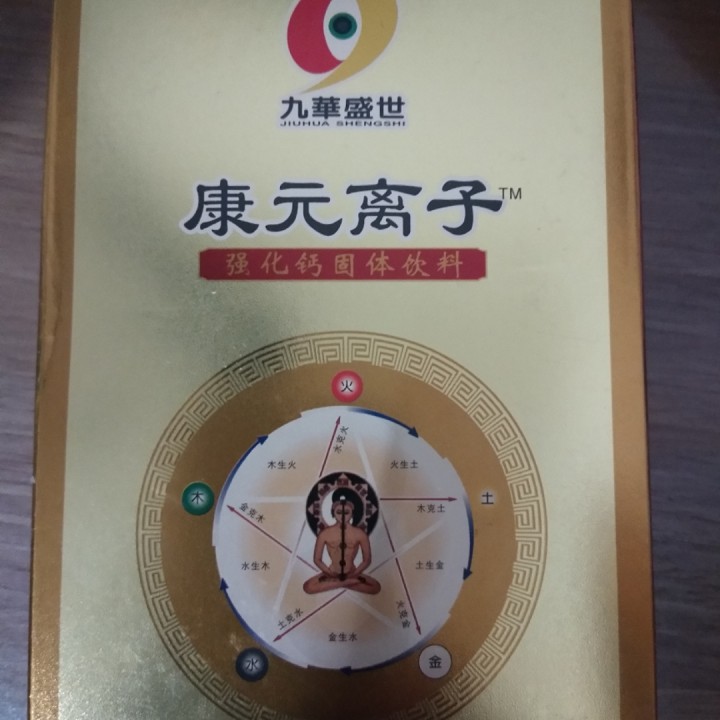 九華盛世
JIUHUA SHENGSHI
康元离子™
强化钙固体饮料
火
水克火
木生火
火生土
木
土
金克木
木克土
水生木
土生金
土克水
火克金
金生水
水
金